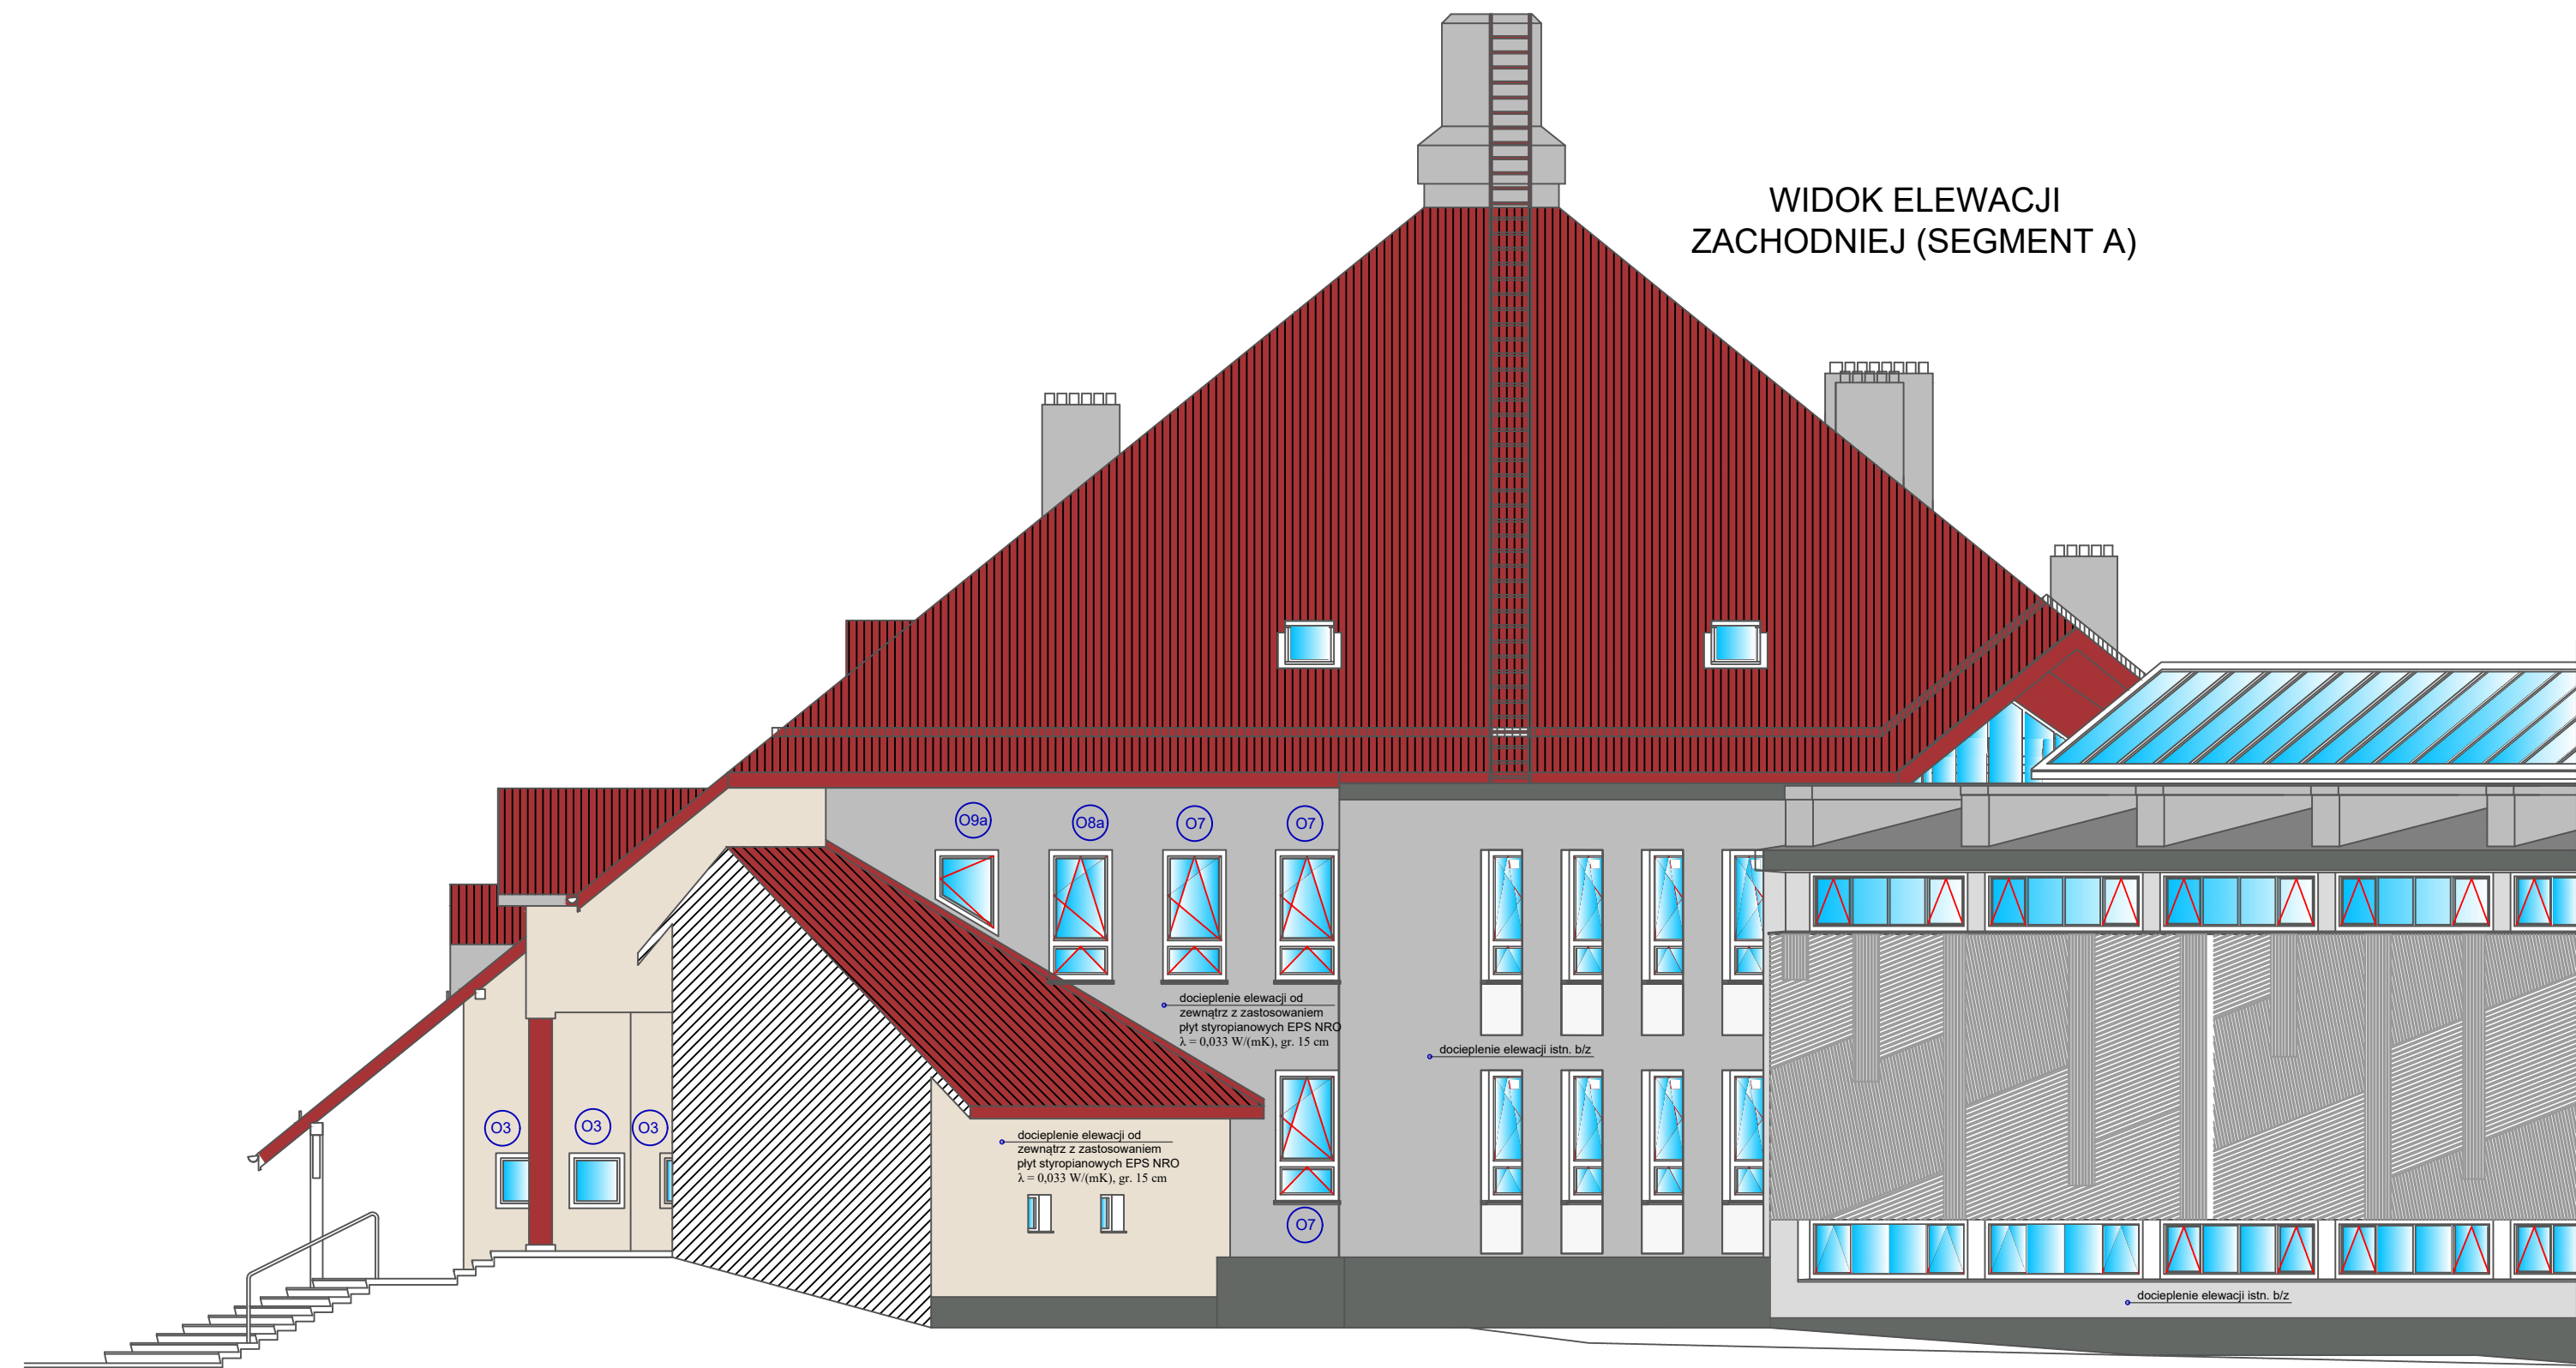 WIDOK ELEWACJI
ZACHODNIEJ (SEGMENT A)
O9a
O8a
O7
O7
docieplenie elewacji od
zewnątrz z zastosowaniem
płyt styropianowych EPS NRO
λ = 0,033 W/(mK), gr. 15 cm
docieplenie elewacji istn. b/z
O3
O3
O3
docieplenie elewacji od
zewnątrz z zastosowaniem
płyt styropianowych EPS NRO
λ = 0,033 W/(mK), gr. 15 cm
O7
docieplenie elewacji istn. b/z